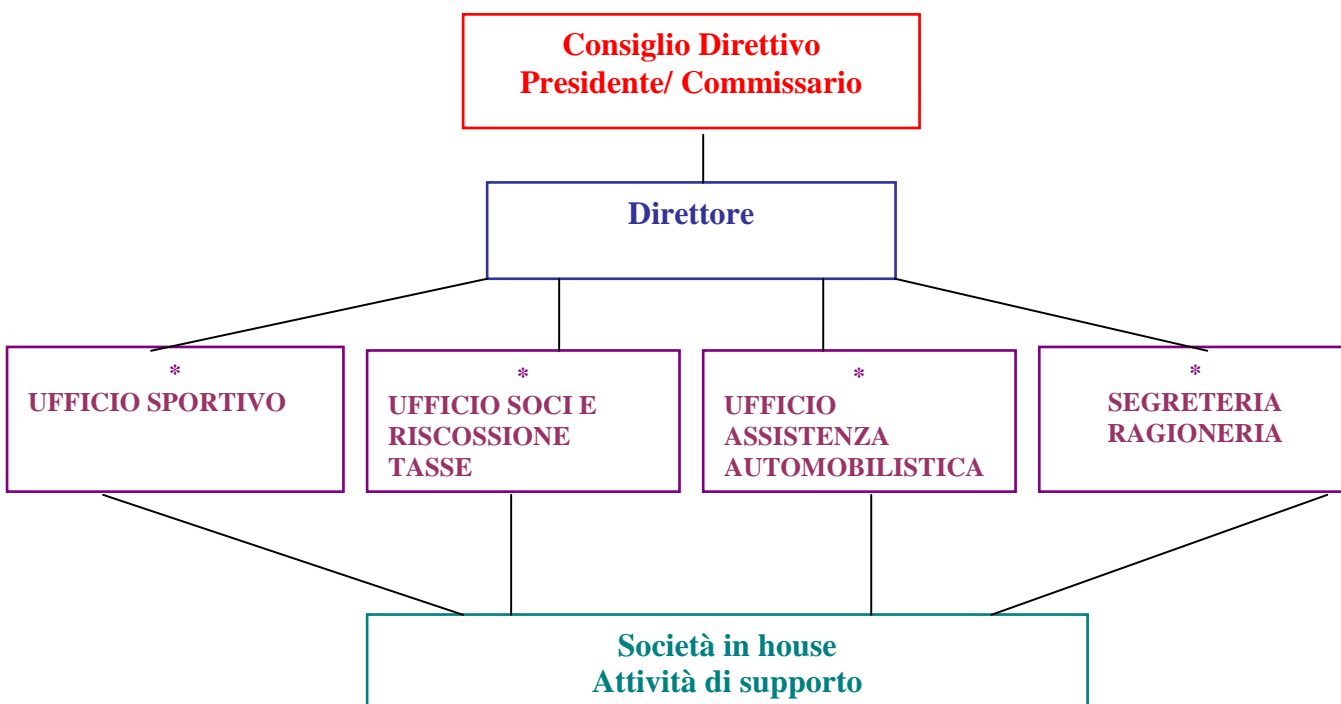 Consiglio Direttivo
Presidente/ Commissario
Direttore
*
UFFICIO SPORTIVO
*
UFFICIO SOCI E
RISCOSSIONE
TASSE
*
UFFICIO
ASSISTENZA
AUTOMOBILISTICA
*
SEGRETERIA
RAGIONERIA
Società in house
Attività di supporto